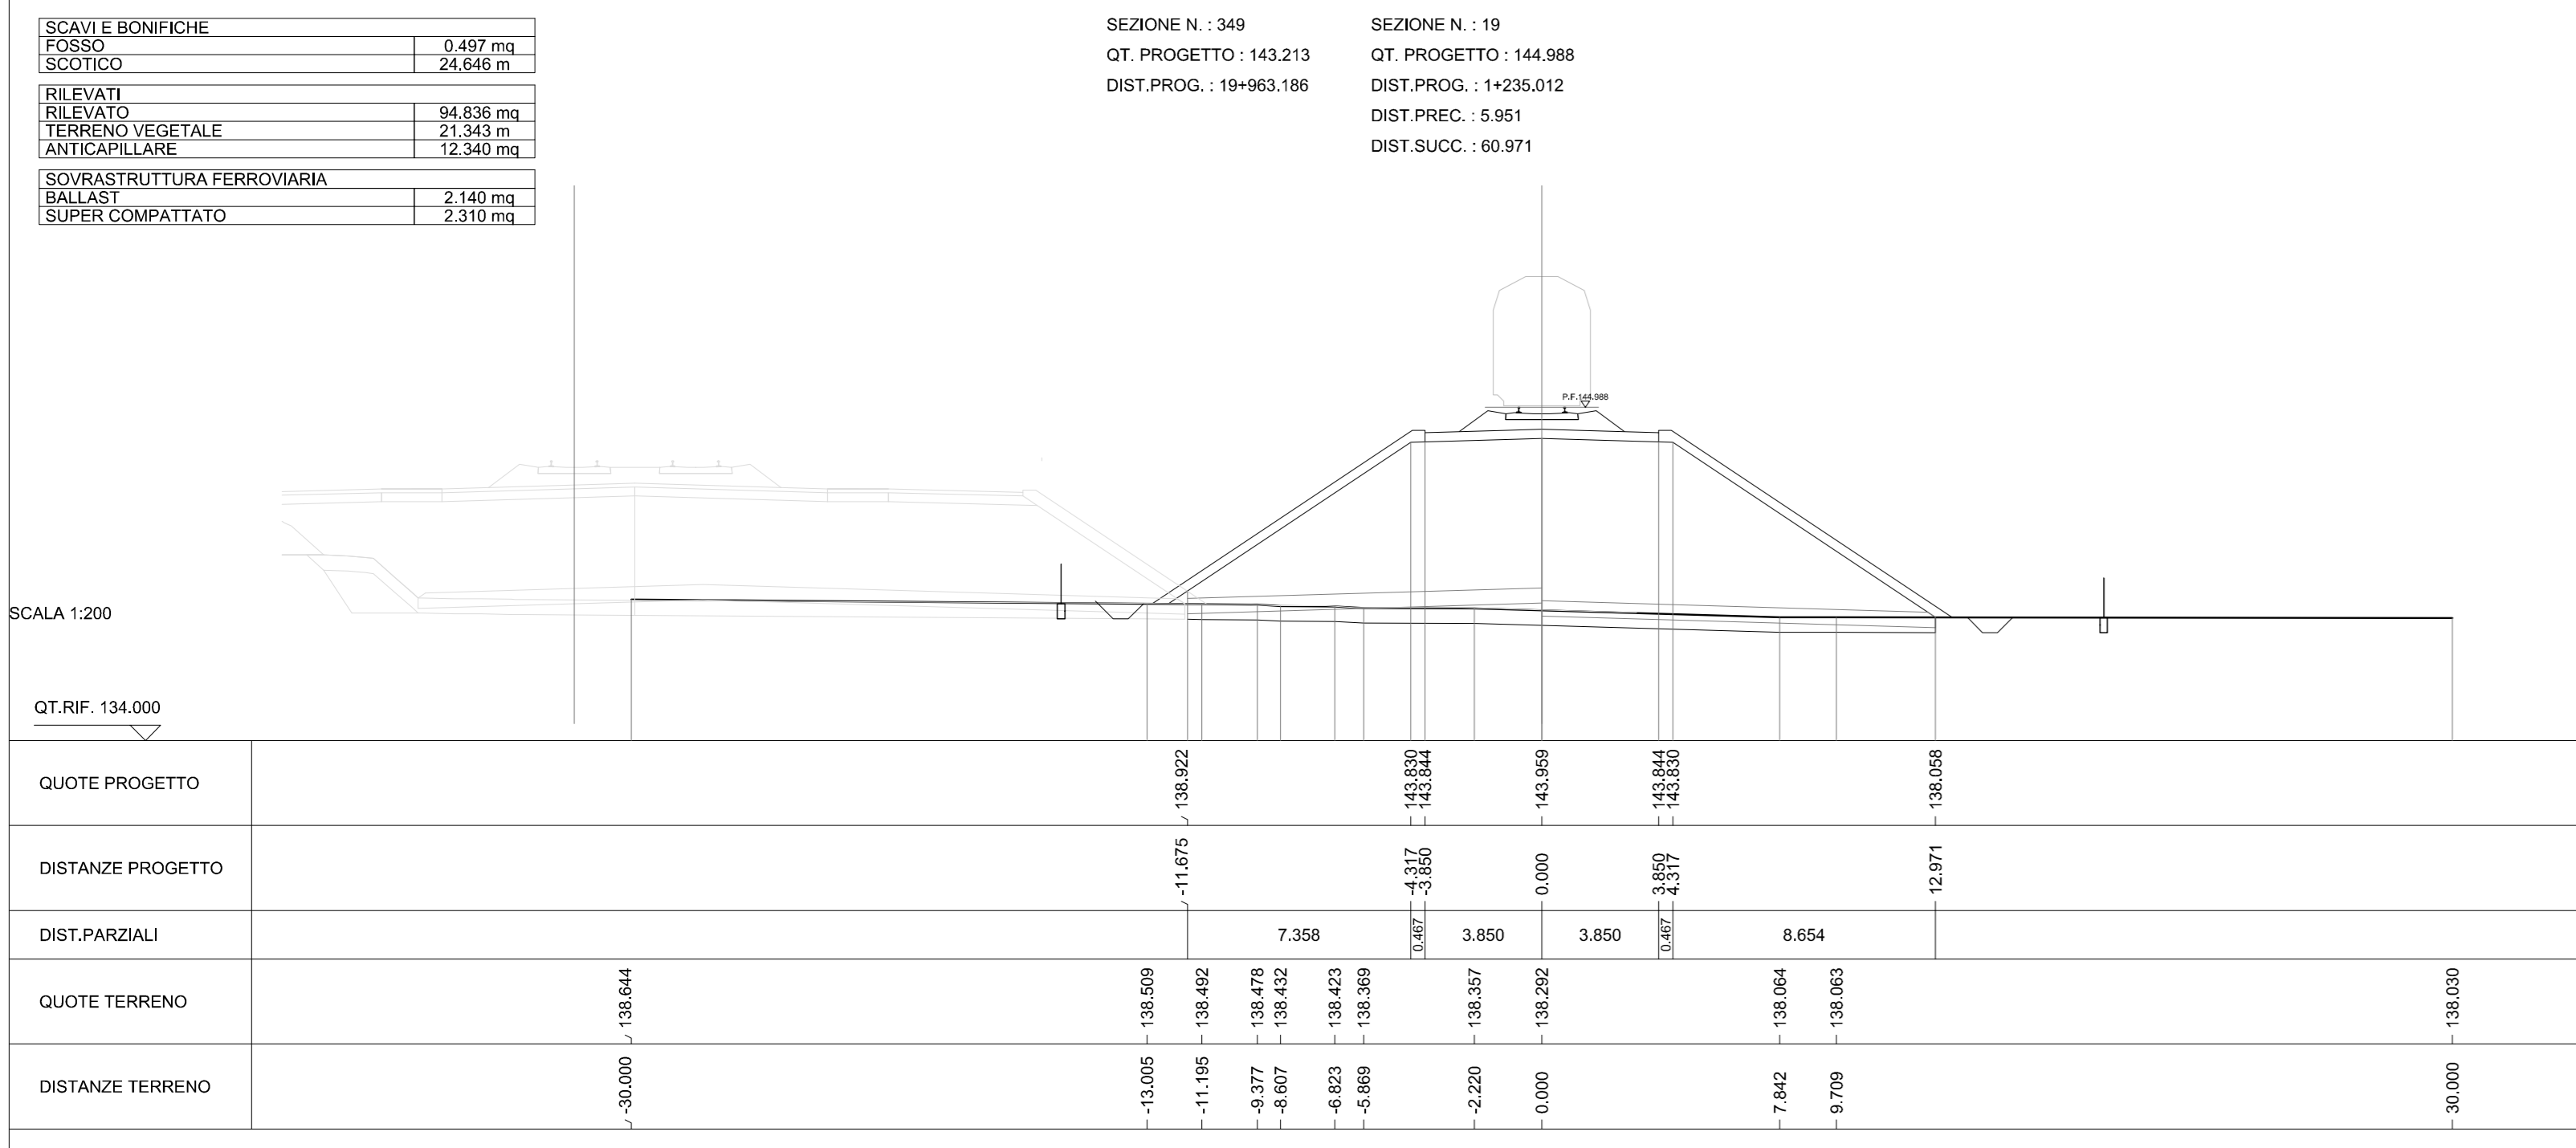 SCAVI E BONIFICHE
FOSSO 0.497 mq
SCOTICO 24.646 m
RILEVATI
RILEVATO 94.836 mq
TERRENO VEGETALE 21.343 m
ANTICAPILLARE 12.340 mq
SOVRASTRUTTURA FERROVIARIA
BALLAST 2.140 mq
SUPER COMPATTATO 2.310 mq
SEZIONE N. : 349
QT. PROGETTO : 143.213
DIST.PROG. : 19+963.186
SEZIONE N. : 19
QT. PROGETTO : 144.988
DIST.PROG. : 1+235.012
DIST.PREC. : 5.951
DIST.SUCC. : 60.971
P.F.144.988
SCALA 1:200
QT.RIF. 134.000
QUOTE PROGETTO 138.922 143.830 143.844 143.959 143.844 143.830 138.058
DISTANZE PROGETTO -11.675 -4.317 -3.850 0.000 3.850 4.317 12.971
DIST.PARZIALI 7.358 0.467 3.850 3.850 0.467 8.654
QUOTE TERRENO 138.644 138.509 138.492 138.478 138.432 138.423 138.369 138.357 138.292 138.064 138.063 138.030
DISTANZE TERRENO -30.000 -13.005 -11.195 -9.377 -8.607 -6.823 -5.869 -2.220 0.000 7.842 9.709 30.000